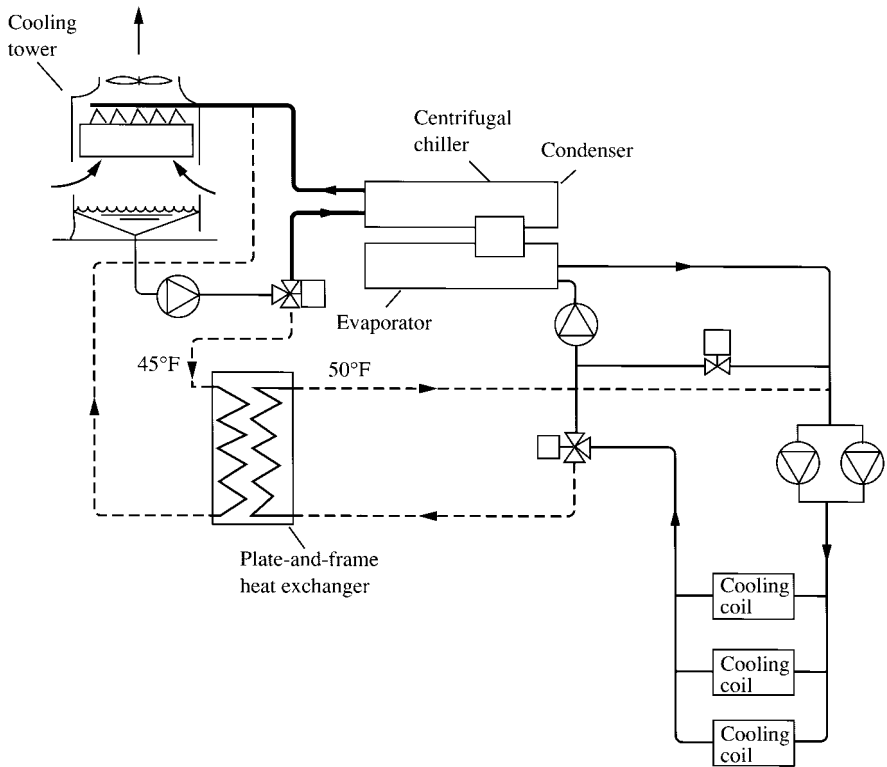 Cooling
tower
Centrifugal
chiller
Condenser
Evaporator
45°F
50°F
Plate-and-frame
heat exchanger
Cooling
coil
Cooling
coil
Cooling
coil